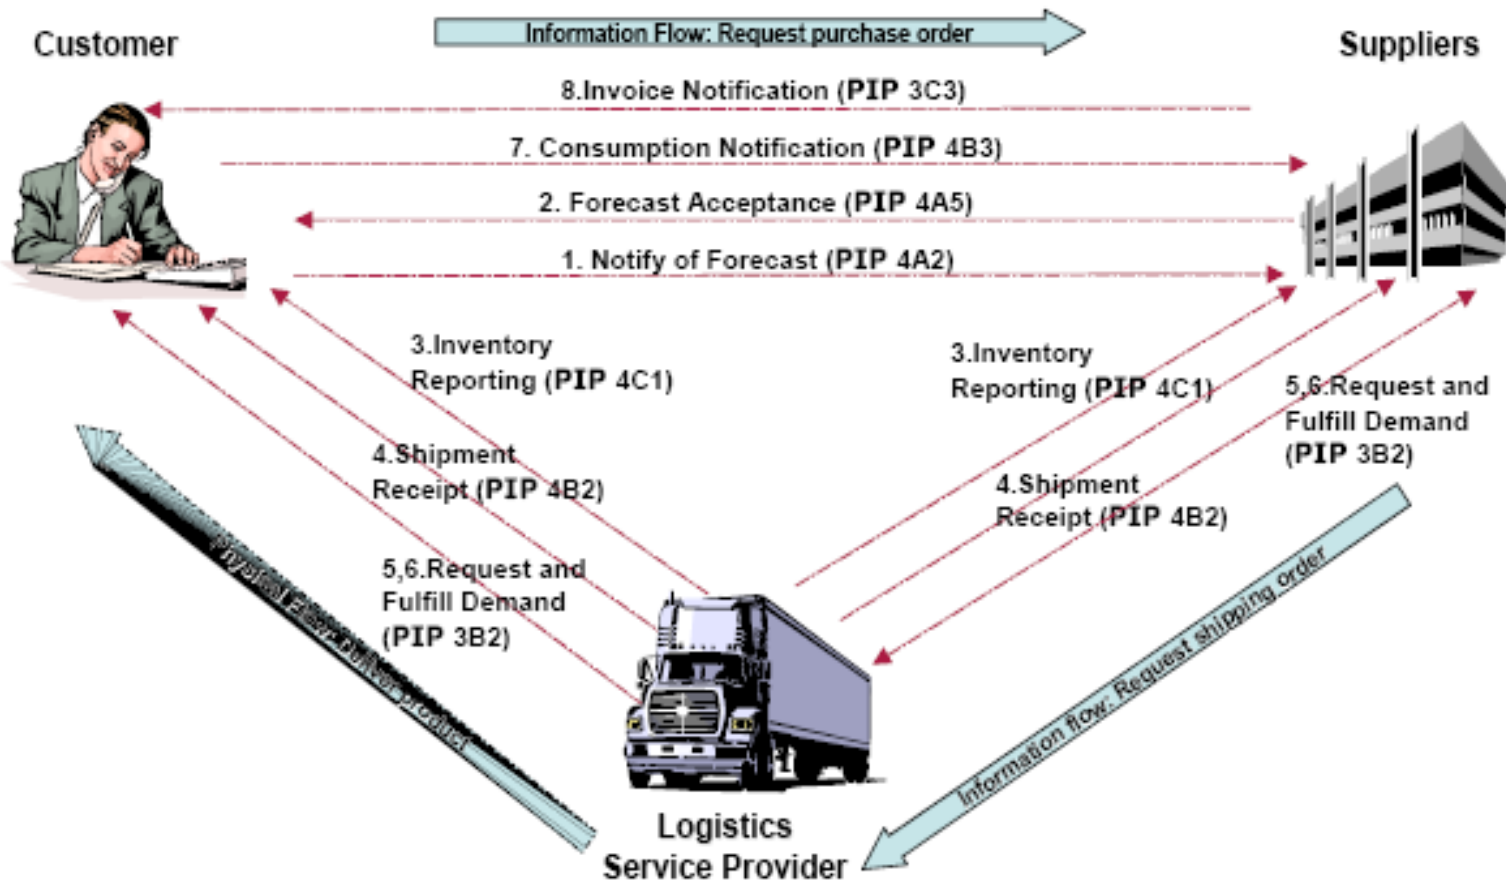 Customer
Information Flow: Request purchase order
Suppliers
8.Invoice Notification (PIP 3C3)
7. Consumption Notification (PIP 4B3)
2. Forecast Acceptance (PIP 4A5)
1. Notify of Forecast (PIP 4A2)
3.Inventory
Reporting (PIP 4C1)
3.Inventory
Reporting (PIP 4C1)
5,6.Request and
Fulfill Demand
(PIP 3B2)
4.Shipment
Receipt (PIP 4B2)
4.Shipment
Receipt (PIP 4B2)
5,6.Request and
Fulfill Demand
(PIP 3B2)
Physical Flow: Deliver product
Information flow: Request shipping order
Logistics
Service Provider